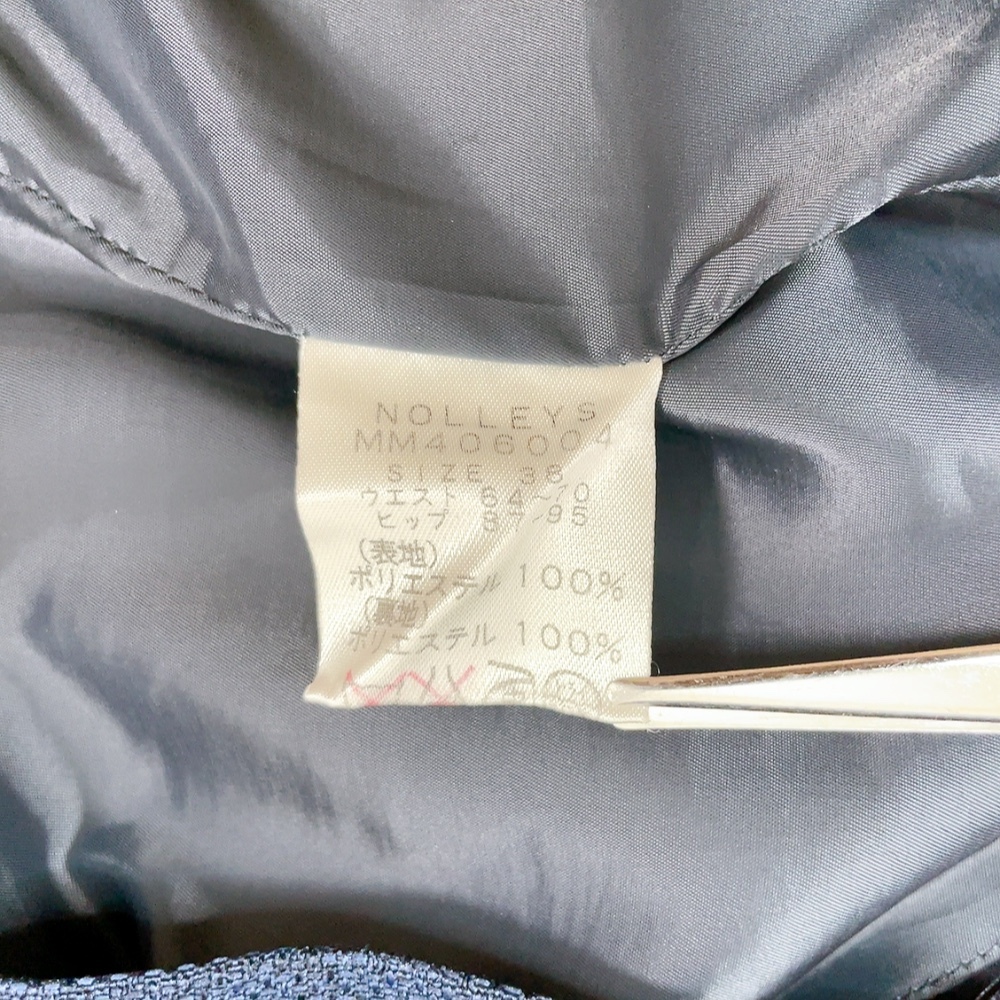 NOLLEYS
MM406004
SIZE 38
ウエスト 64～70
ヒップ 87～95
(表地)
ポリエステル 100%
(裏地)
ポリエステル 100%